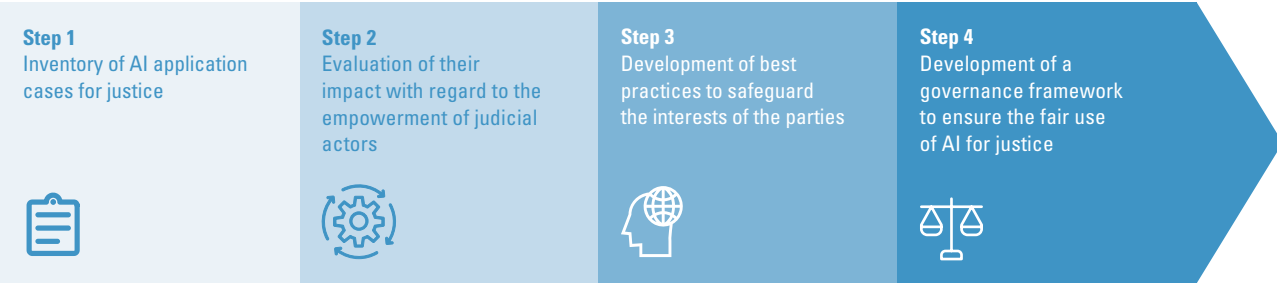 Step 1
Inventory of AI application
cases for justice
Step 2
Evaluation of their
impact with regard to the
empowerment of judicial
actors
Step 3
Development of best
practices to safeguard
the interests of the parties
Step 4
Development of a
governance framework
to ensure the fair use
of AI for justice